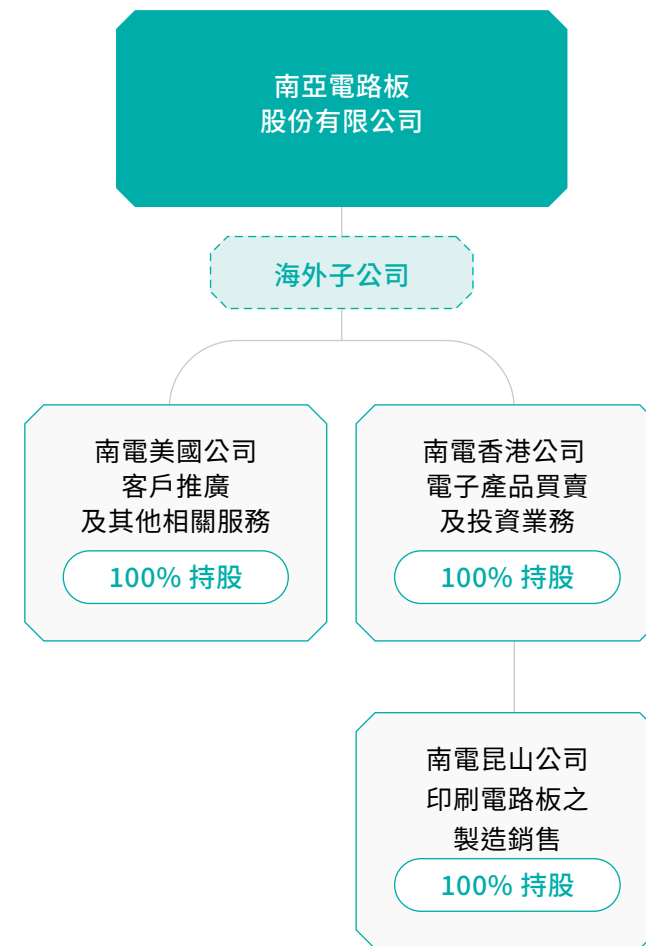 南亞電路板
股份有限公司
海外子公司
南電美國公司
客戶推廣
及其他相關服務
100% 持股
南電香港公司
電子產品買賣
及投資業務
100% 持股
南電昆山公司
印刷電路板之
製造銷售
100% 持股